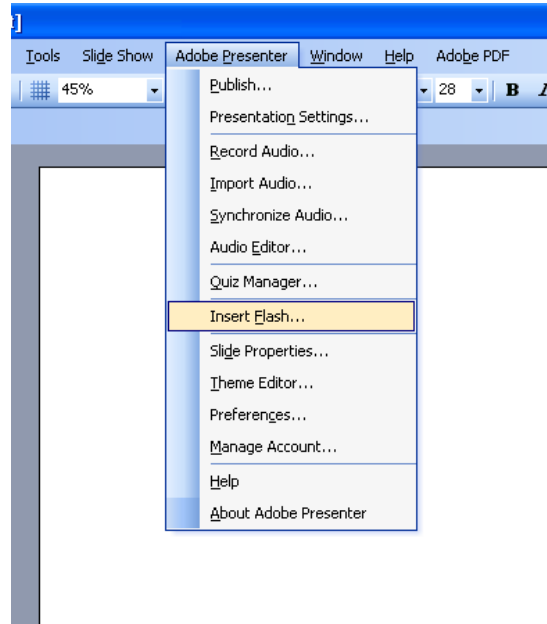 t]
Tools Slide Show Adobe Presenter Window Help Adobe PDF
45% 28 B I
Publish...
Presentation Settings...
Record Audio...
Import Audio...
Synchronize Audio...
Audio Editor...
Quiz Manager...
Insert Flash...
Slide Properties...
Theme Editor...
Preferences...
Manage Account...
Help
About Adobe Presenter